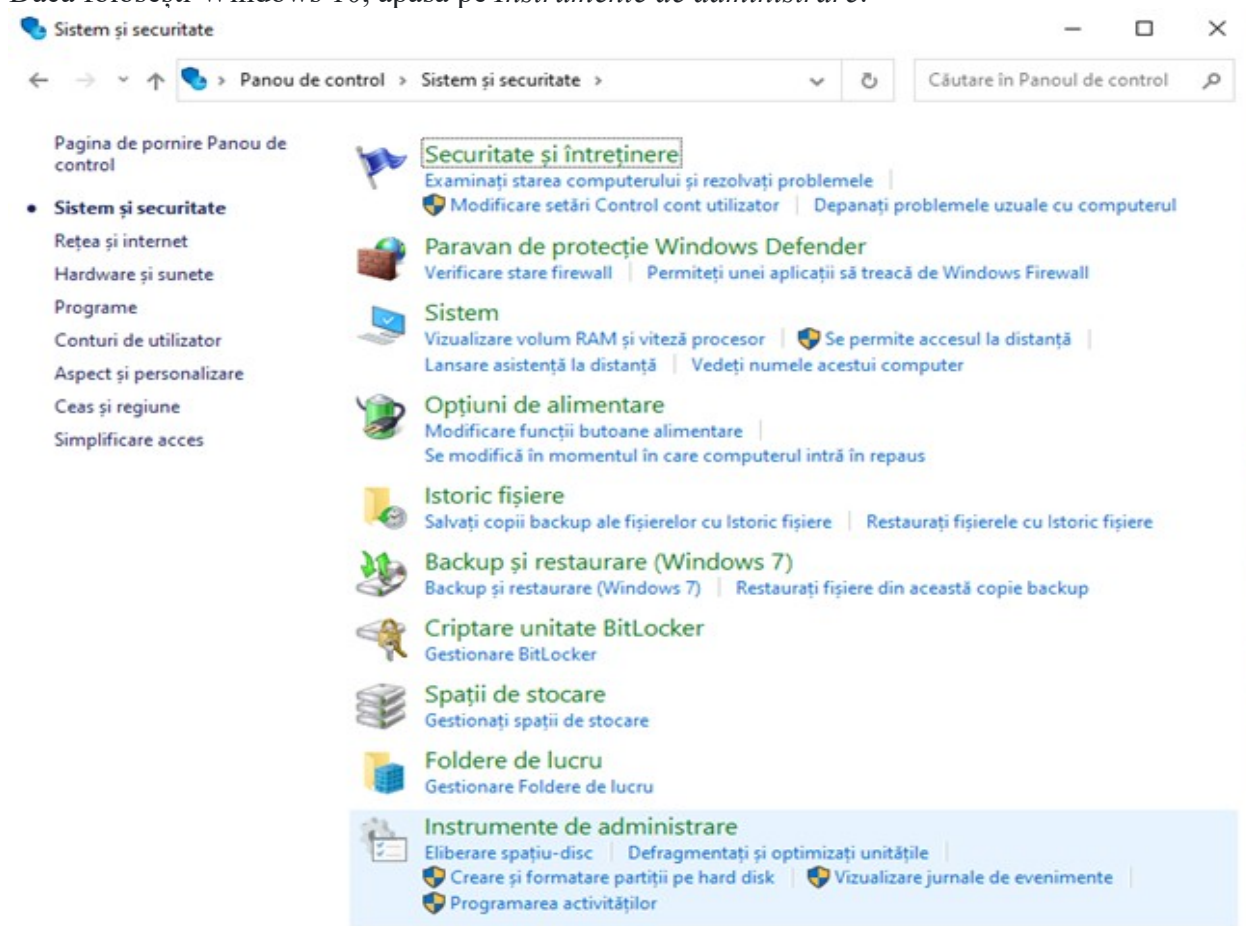 Dacă folosești Windows 10, apasă pe Instrumente de administrare.
Sistem și securitate
Panou de control > Sistem și securitate >
Căutare în Panoul de control
Pagina de pornire Panou de
control
Sistem și securitate
Rețea și internet
Hardware și sunete
Programe
Conturi de utilizator
Aspect și personalizare
Ceas și regiune
Simplificare acces
Securitate și întreținere
Examinați starea computerului și rezolvați problemele
Modificare setări Control cont utilizator | Depanați problemele uzuale cu computerul
Paravan de protecție Windows Defender
Verificare stare firewall | Permiteți unei aplicații să treacă de Windows Firewall
Sistem
Vizualizare volum RAM și viteză procesor | Se permite accesul la distanță
Lansare asistență la distanță | Vedeți numele acestui computer
Opțiuni de alimentare
Modificare funcții butoane alimentare
Se modifică în momentul în care computerul intră în repaus
Istoric fișiere
Salvați copii backup ale fișierelor cu Istoric fișiere | Restaurați fișierele cu Istoric fișiere
Backup și restaurare (Windows 7)
Backup și restaurare (Windows 7) | Restaurați fișiere din această copie backup
Criptare unitate BitLocker
Gestionare BitLocker
Spații de stocare
Gestionați spații de stocare
Foldere de lucru
Gestionare Foldere de lucru
Instrumente de administrare
Eliberare spațiu-disc | Defragmentați și optimizați unitățile
Creare și formatare partiții pe hard disk | Vizualizare jurnale de evenimente
Programarea activităților